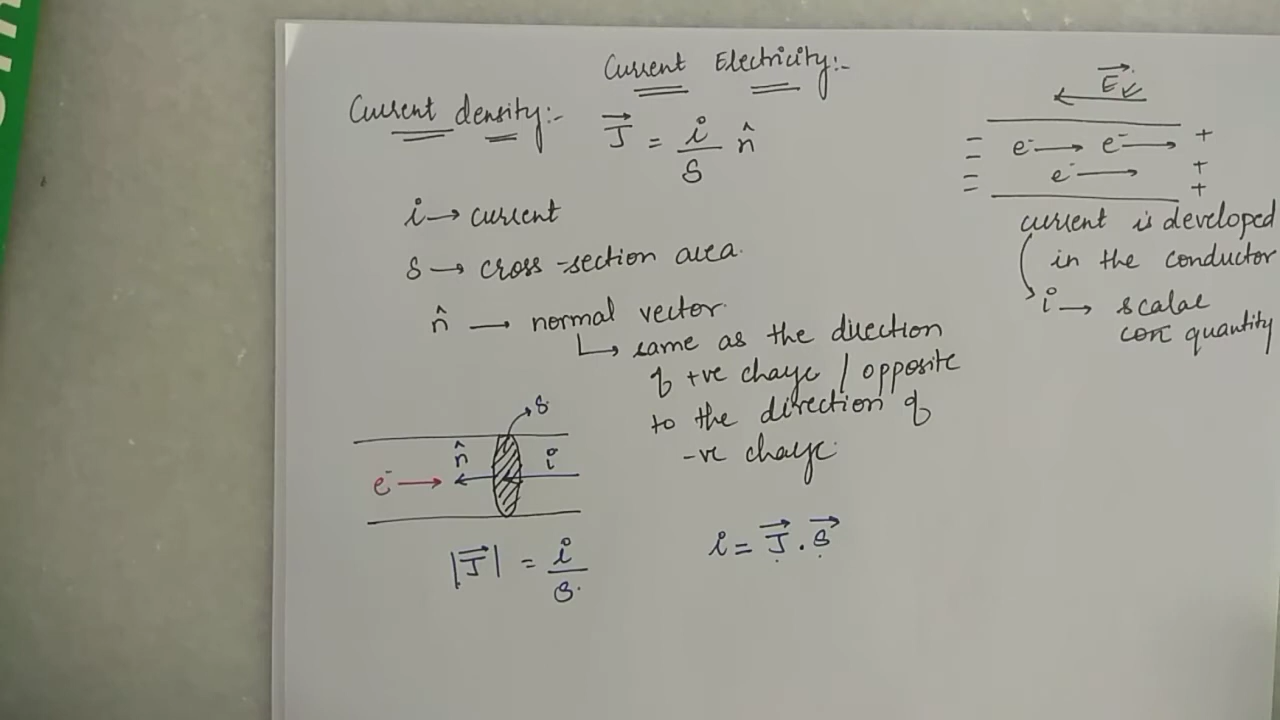 Current Electricity:-
Current density:- J = i/S n̂
i → current
S → cross-section area.
n̂ → normal vector.
↳ same as the direction
of +ve charge / opposite
to the direction of
-ve charge.
S
n̂ i
e⁻ →
|J⃗| = i/S.
i = J⃗ . S⃗
E⃗
- e⁻ → e⁻ → +
- +
= e⁻ → +
current is developed
in the conductor
i → scalar
quantity